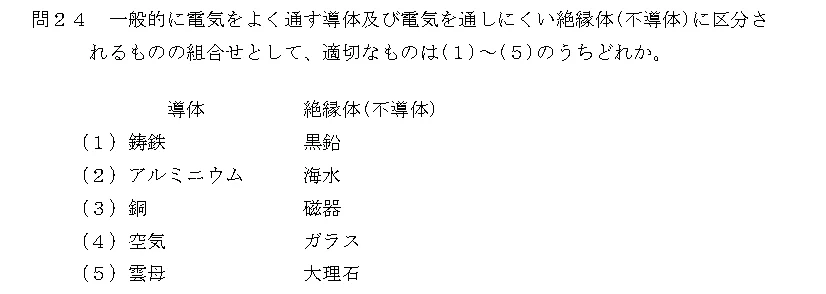 問２４　一般的に電気をよく通す導体及び電気を通しにくい絶縁体(不導体)に区分さ
れるものの組合せとして、適切なものは(１)～(５)のうちどれか。
導体　絶縁体(不導体)
(１) 鋳鉄　黒鉛
(２) アルミニウム　海水
(３) 銅　磁器
(４) 空気　ガラス
(５) 雲母　大理石